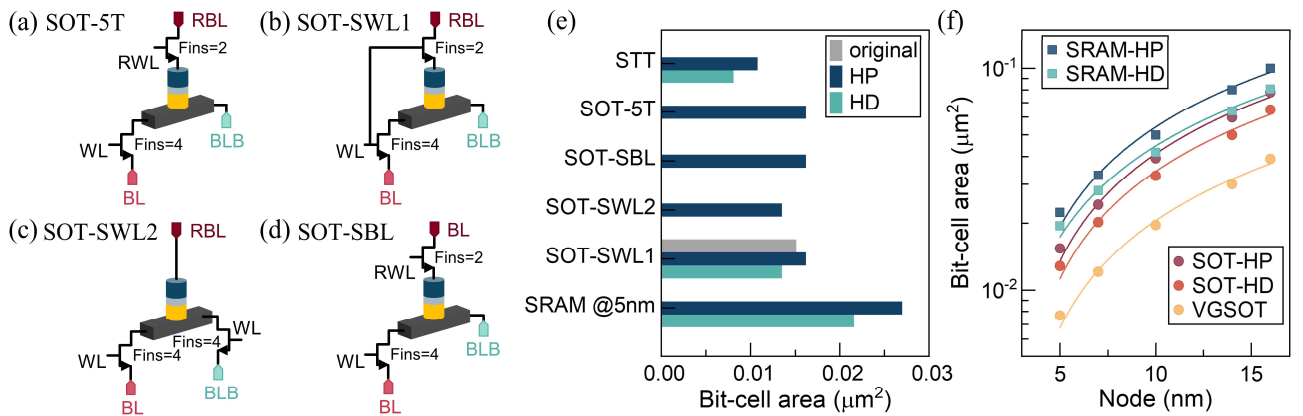 (a) SOT-5T
RBL
Fins=2
RWL
WL
Fins=4
BLB
BL
(b) SOT-SWL1
RBL
Fins=2
WL
Fins=4
BLB
BL
(c) SOT-SWL2
RBL
WL
WL
Fins=4
Fins=4
BLB
BL
(d) SOT-SBL
BL
RWL
Fins=2
WL
Fins=4
BLB
BL
(e)
original
HP
HD
STT
SOT-5T
SOT-SBL
SOT-SWL2
SOT-SWL1
SRAM @5nm
0.00 0.01 0.02 0.03
Bit-cell area (μm²)
(f)
SRAM-HP
SRAM-HD
SOT-HP
SOT-HD
VGSOT
10⁻¹
10⁻²
Bit-cell area (μm²)
5 10 15
Node (nm)